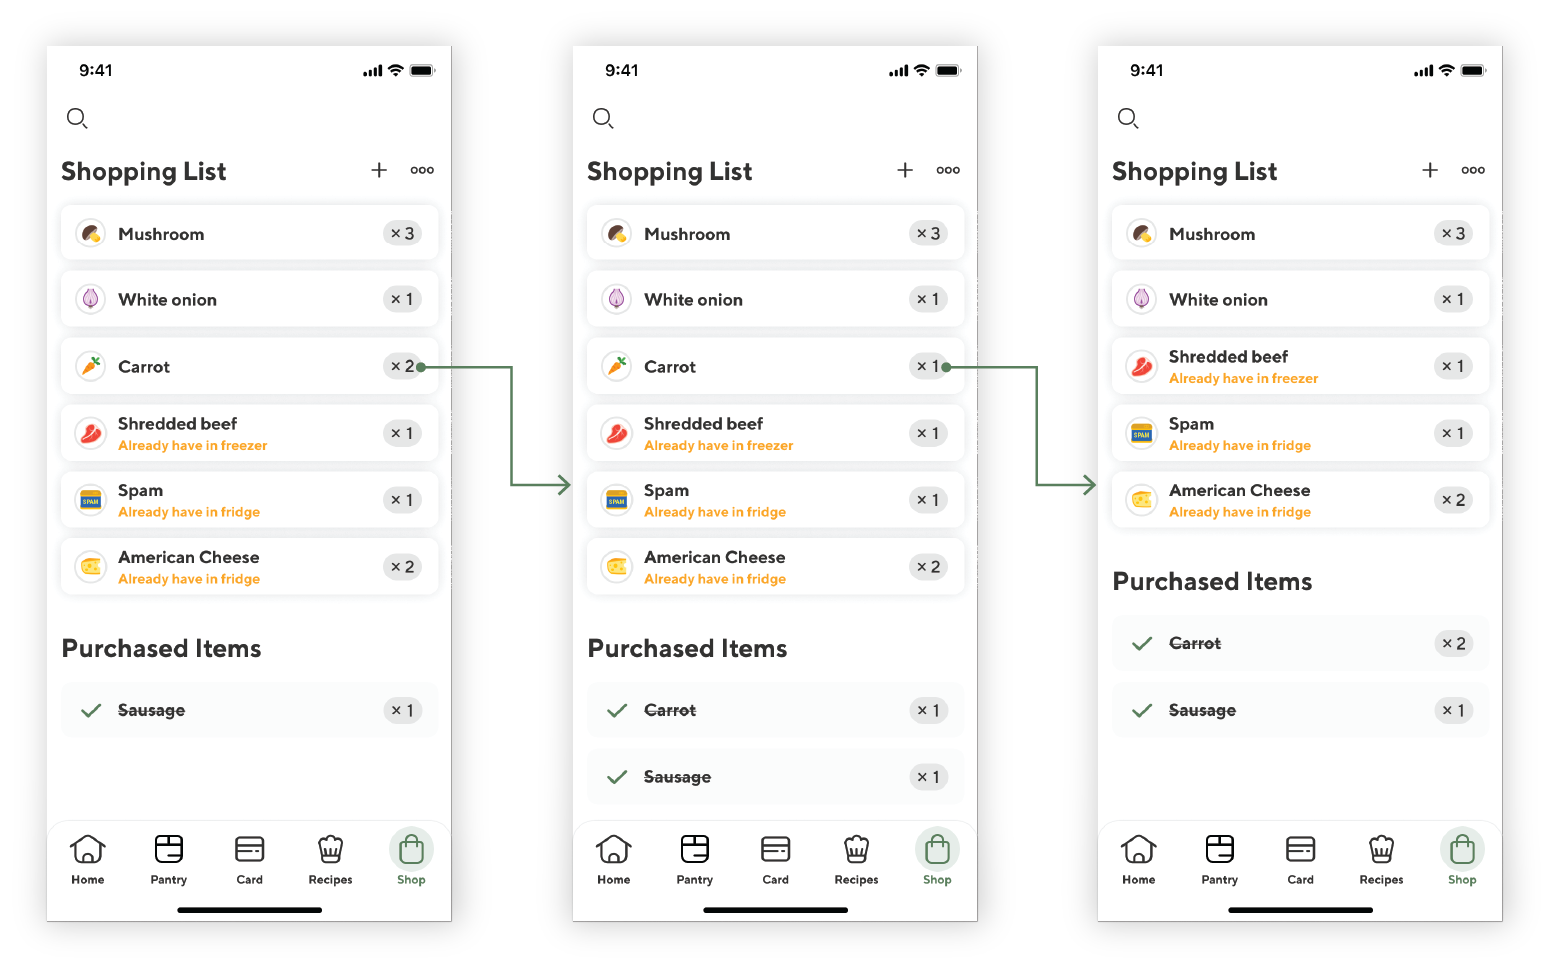 9:41
Shopping List
Mushroom × 3
White onion × 1
Carrot × 2
Shredded beef × 1
Already have in freezer
SPAM
Spam × 1
Already have in fridge
American Cheese × 2
Already have in fridge
Purchased Items
Sausage × 1
Home Pantry Card Recipes Shop
9:41
Shopping List
Mushroom × 3
White onion × 1
Carrot × 1
Shredded beef × 1
Already have in freezer
SPAM
Spam × 1
Already have in fridge
American Cheese × 2
Already have in fridge
Purchased Items
Carrot × 1
Sausage × 1
Home Pantry Card Recipes Shop
9:41
Shopping List
Mushroom × 3
White onion × 1
Shredded beef × 1
Already have in freezer
SPAM
Spam × 1
Already have in fridge
American Cheese × 2
Already have in fridge
Purchased Items
Carrot × 2
Sausage × 1
Home Pantry Card Recipes Shop